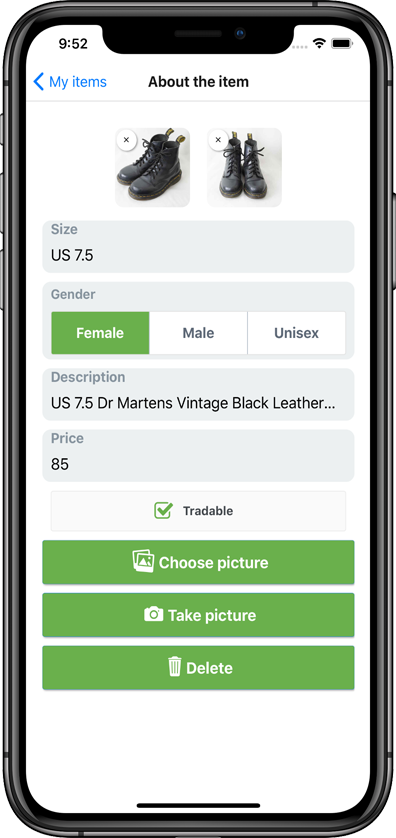 9:52
My items
About the item
Size
US 7.5
Gender
Female Male Unisex
Description
US 7.5 Dr Martens Vintage Black Leather...
Price
85
Tradable
Choose picture
Take picture
Delete